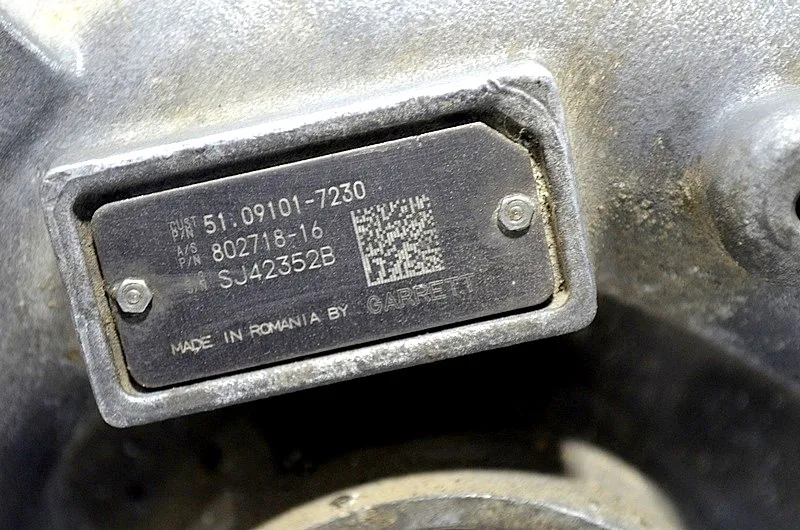 CUST P/N 51.09101-7230
A/S P/N 802718-16
S/N SJ42352B
MADE IN ROMANIA BY GARRETT